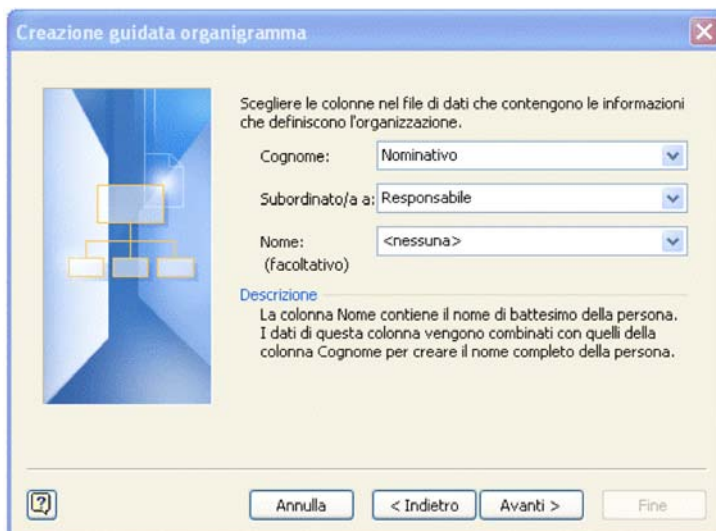 Creazione guidata organigramma
Scegliere le colonne nel file di dati che contengono le informazioni
che definiscono l'organizzazione.
Cognome: Nominativo
Subordinato/a a: Responsabile
Nome: <nessuna>
(facoltativo)
Descrizione
La colonna Nome contiene il nome di battesimo della persona.
I dati di questa colonna vengono combinati con quelli della
colonna Cognome per creare il nome completo della persona.
? Annulla < Indietro Avanti > Fine